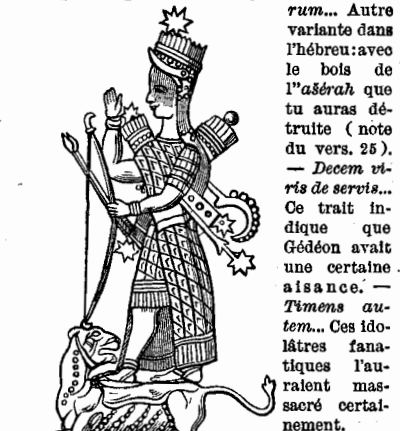 rum... Autre
variante dans
l'hébreu: avec
le bois de
l'"ašérah que
tu auras dé-
truite (note
du vers. 25).
— Decem vi-
ris de servis...
Ce trait in-
dique que
Gédéon avait
une certaine
aisance. —
Timens au-
tem... Ces ido-
lâtres fana-
tiques l'au-
raient mas-
sacré certai-
nement.